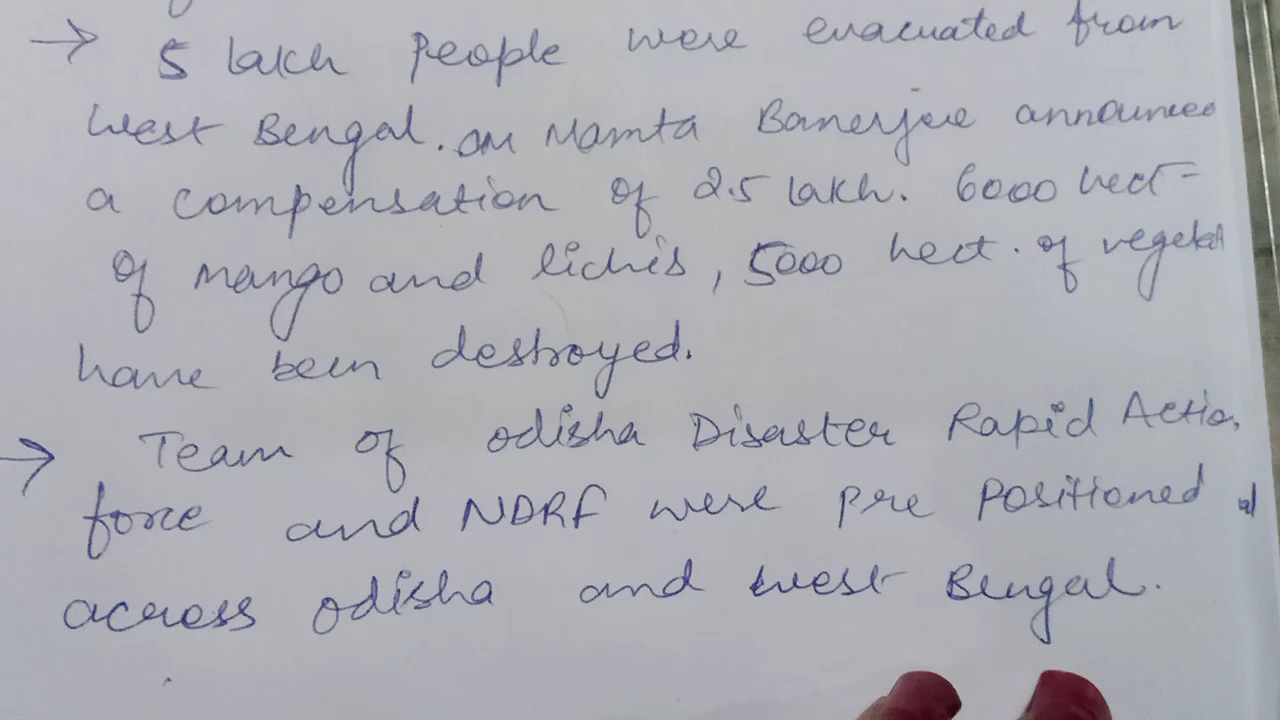 → 5 lakh People were evacuated from
West Bengal. CM Mamta Banerjee announced
a compensation of 2.5 lakh. 6000 hect-
of mango and lichis, 5000 hect. of vegetab
have been destroyed.
→ Team of odisha Disaster Rapid Actio
force and NDRF were pre positioned
across odisha and West Bengal.